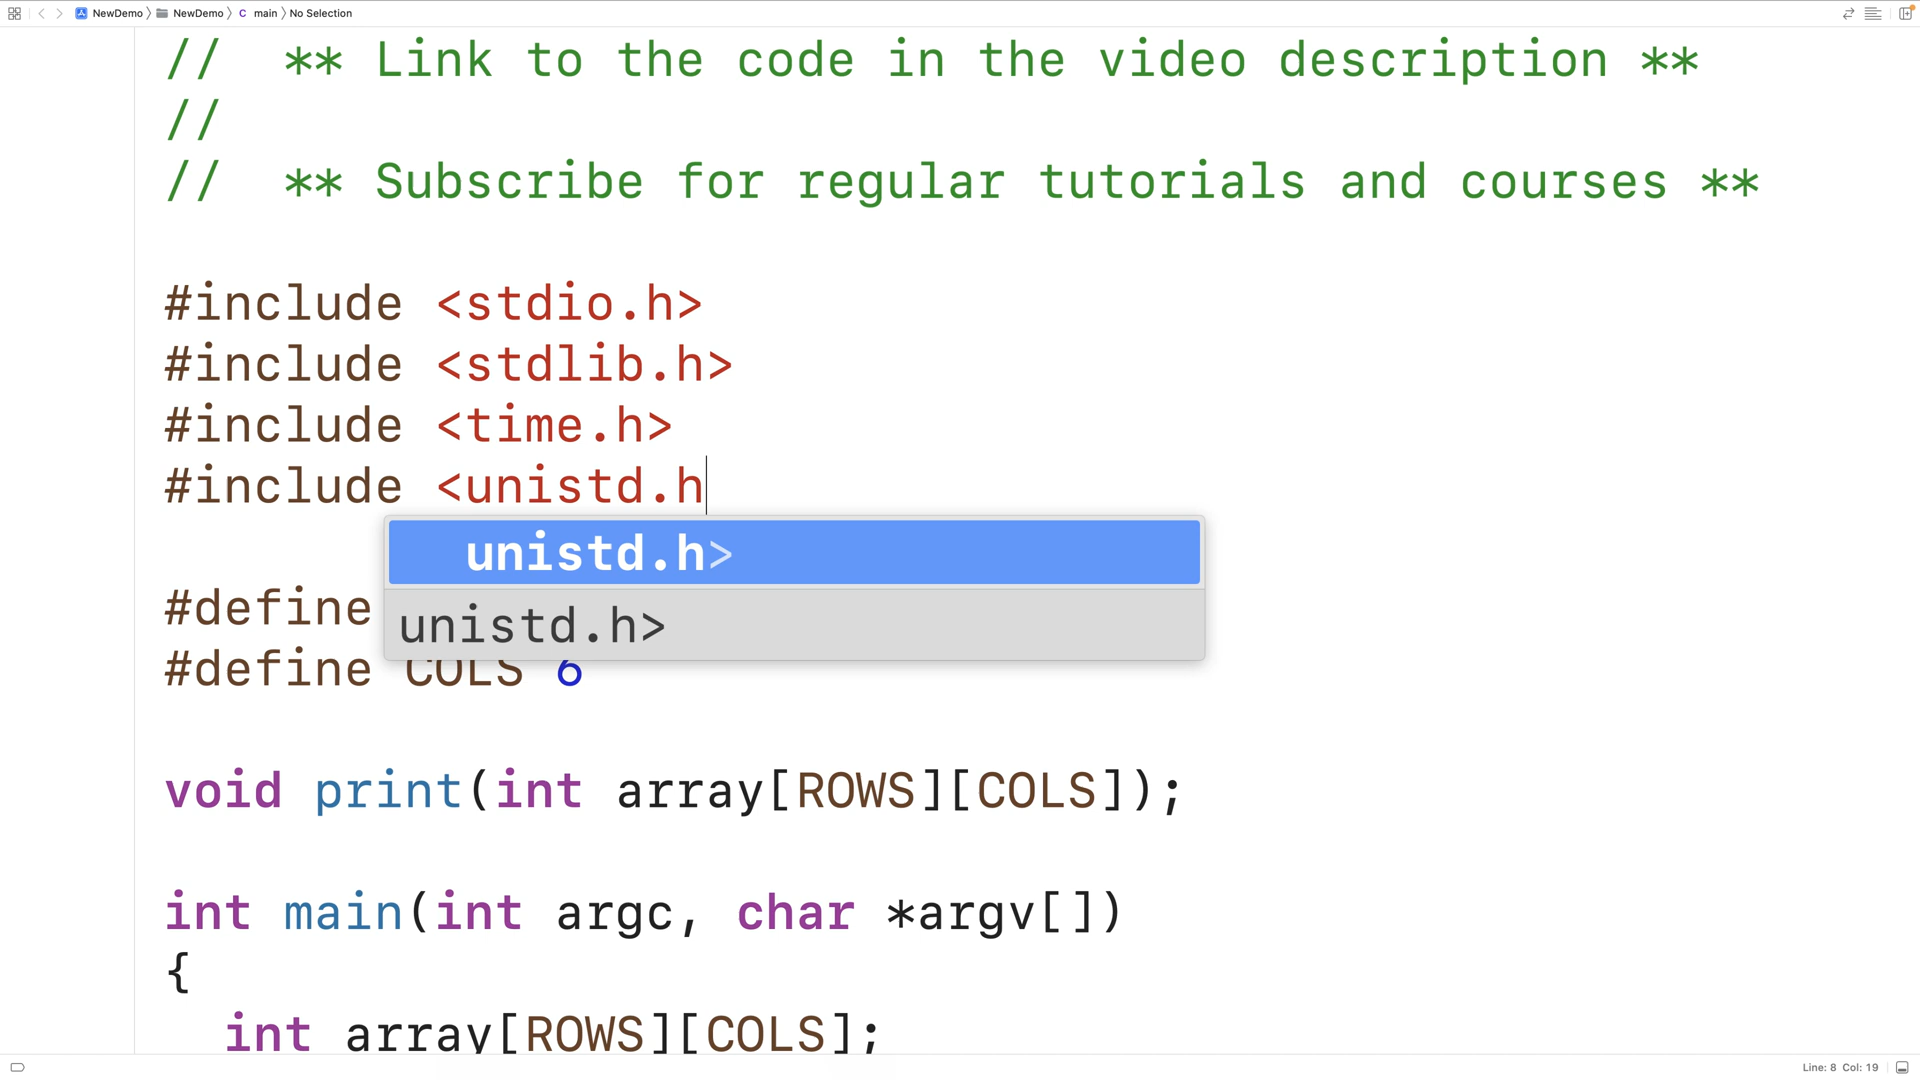 NewDemo 〉 NewDemo 〉 C main 〉 No Selection
//  ** Link to the code in the video description **
//
//  ** Subscribe for regular tutorials and courses **
#include <stdio.h>
#include <stdlib.h>
#include <time.h>
#include <unistd.h
unistd.h>
#define
unistd.h>
#define COLS 6
void print(int array[ROWS][COLS]);
int main(int argc, char *argv[])
{
int array[ROWS][COLS];
Line: 8 Col: 19